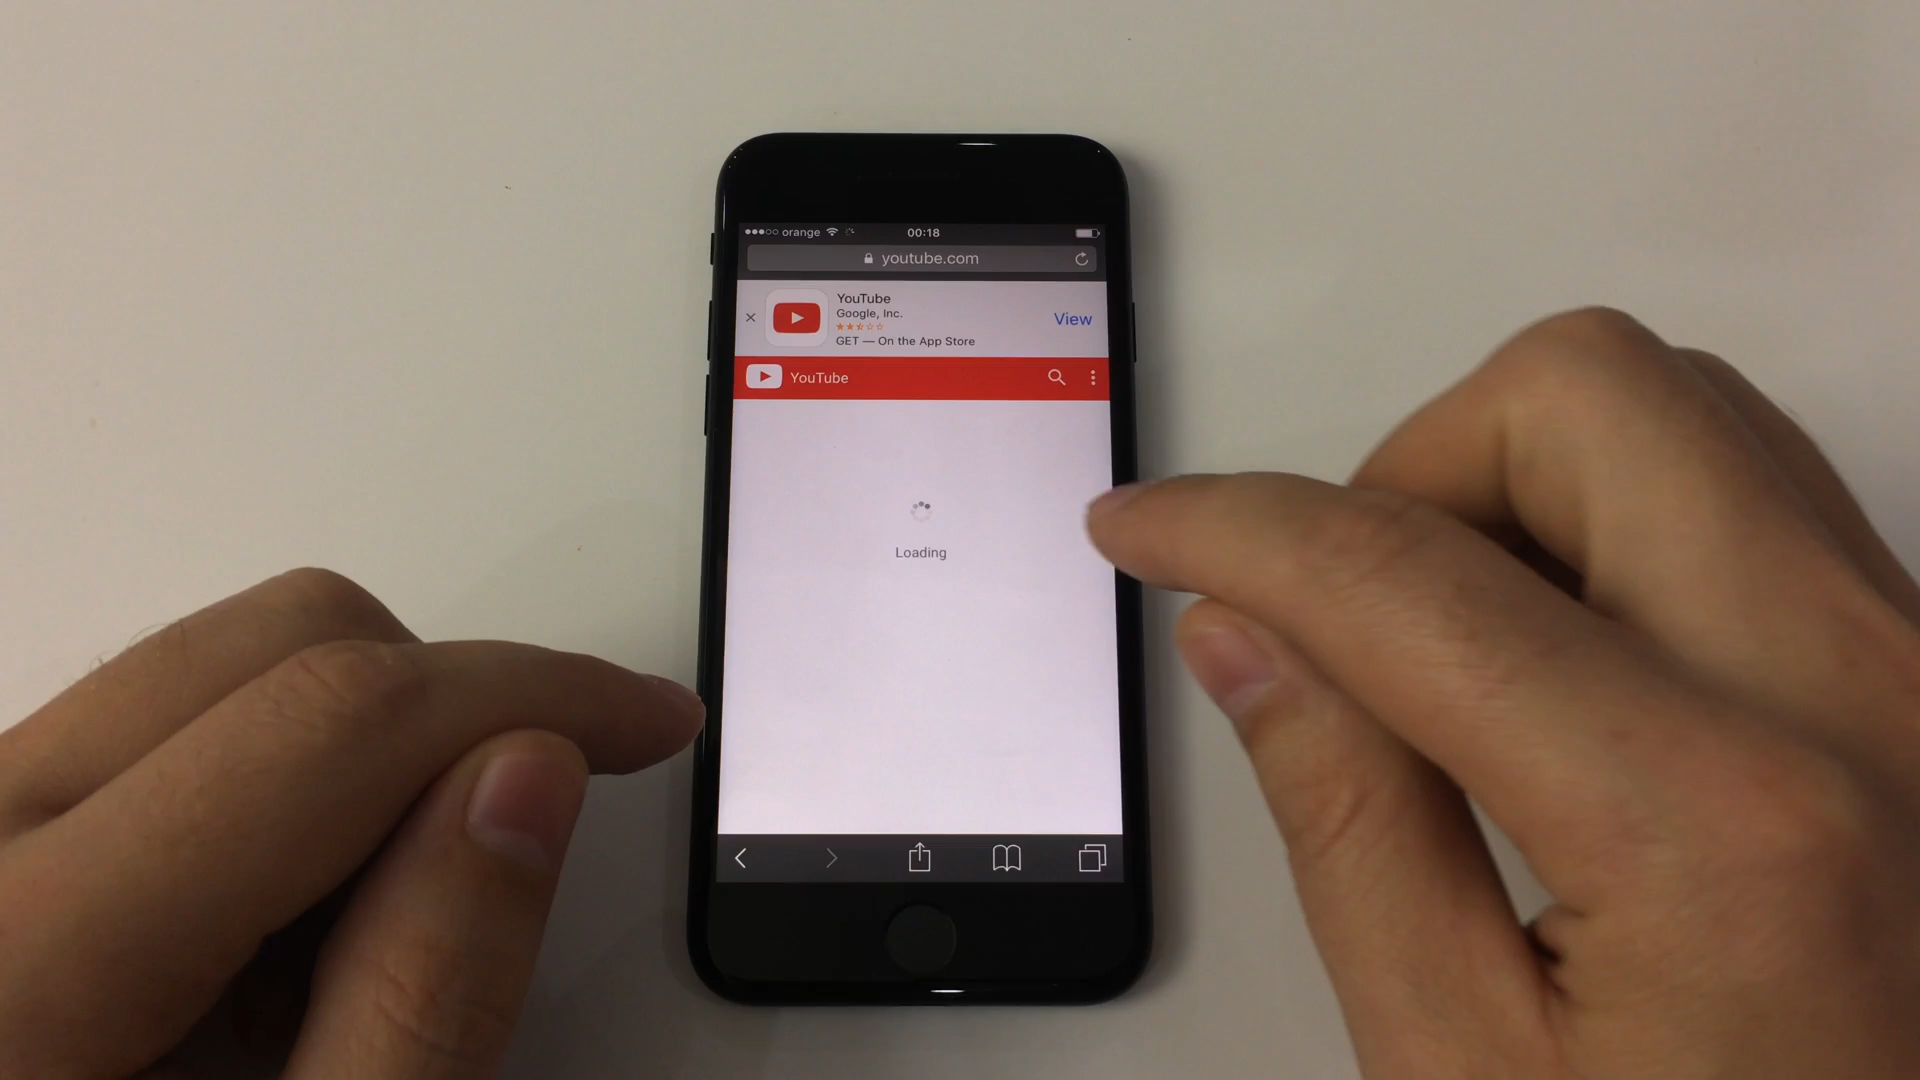 orange 00:18
youtube.com
YouTube
Google, Inc.
GET — On the App Store
View
YouTube
Loading